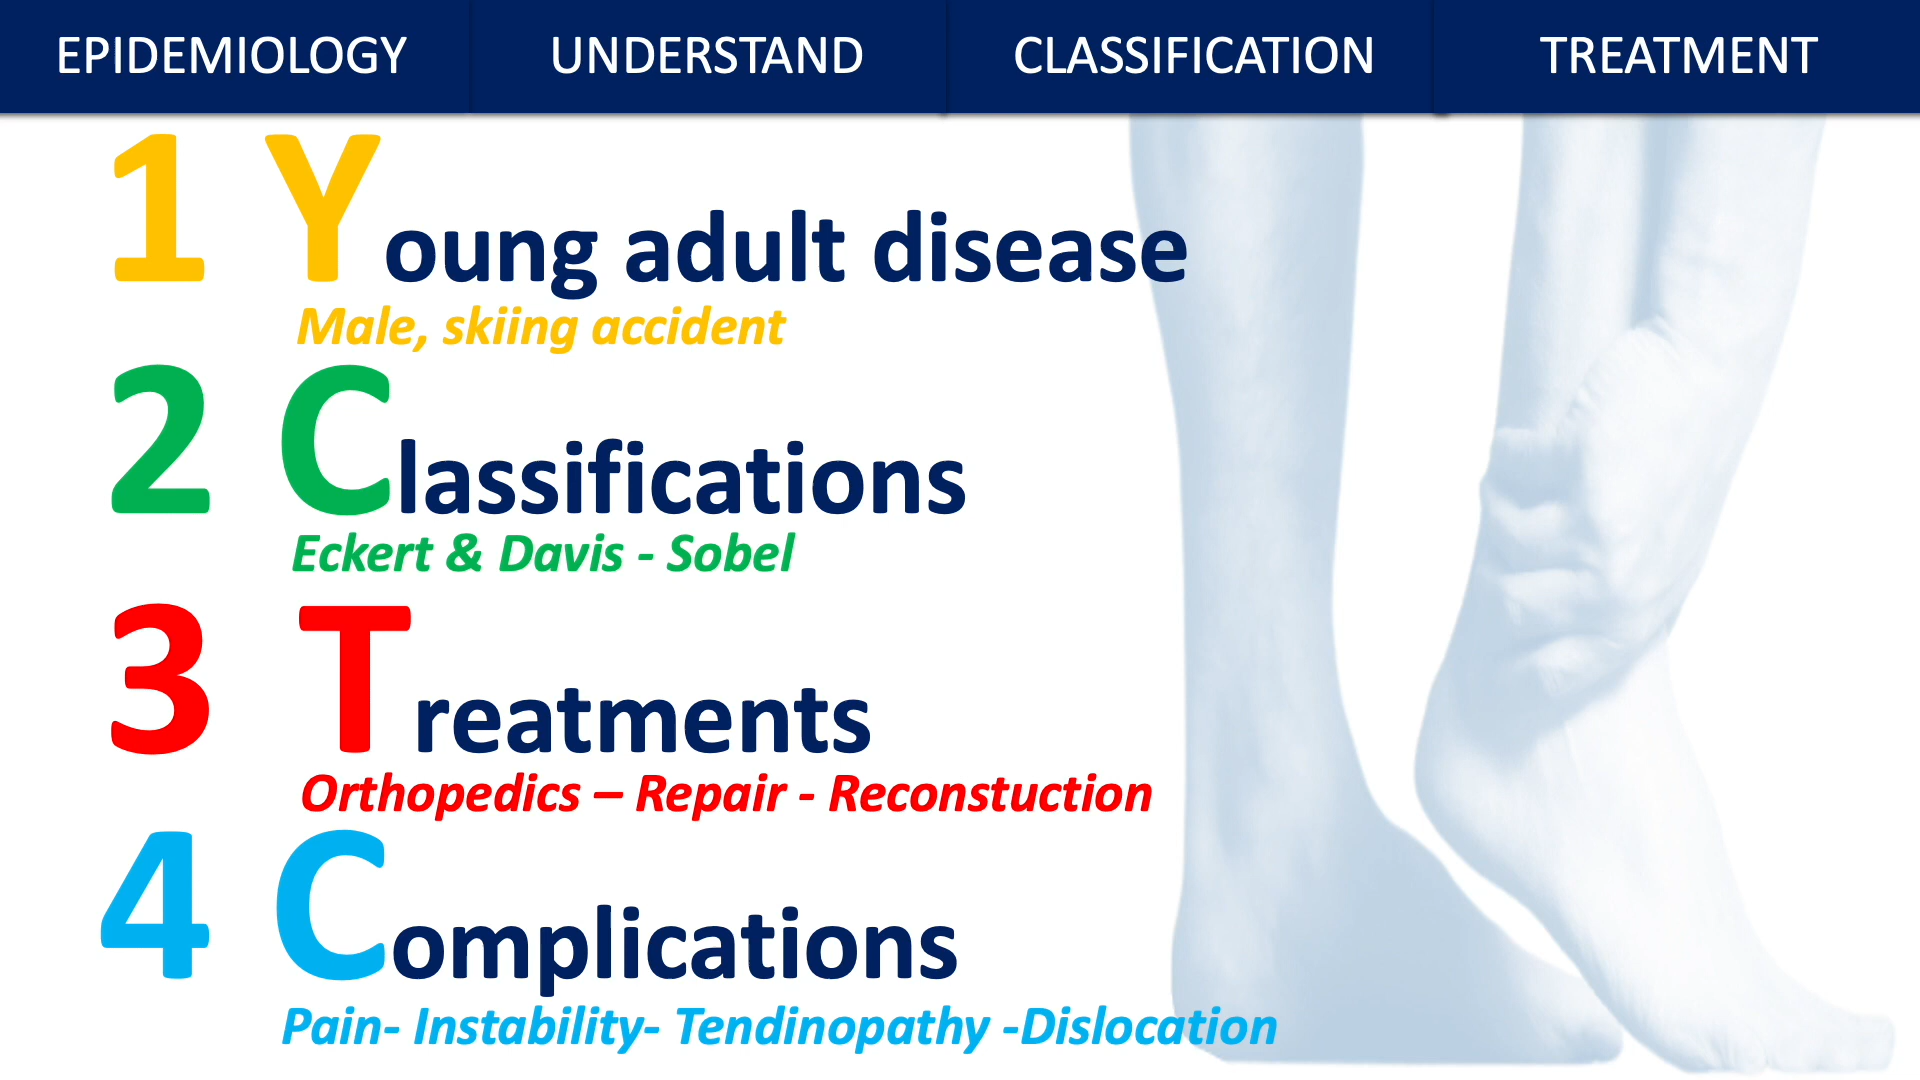 EPIDEMIOLOGY UNDERSTAND CLASSIFICATION TREATMENT
1 Young adult disease
Male, skiing accident
2 Classifications
Eckert & Davis - Sobel
3 Treatments
Orthopedics – Repair - Reconstuction
4 Complications
Pain- Instability- Tendinopathy -Dislocation